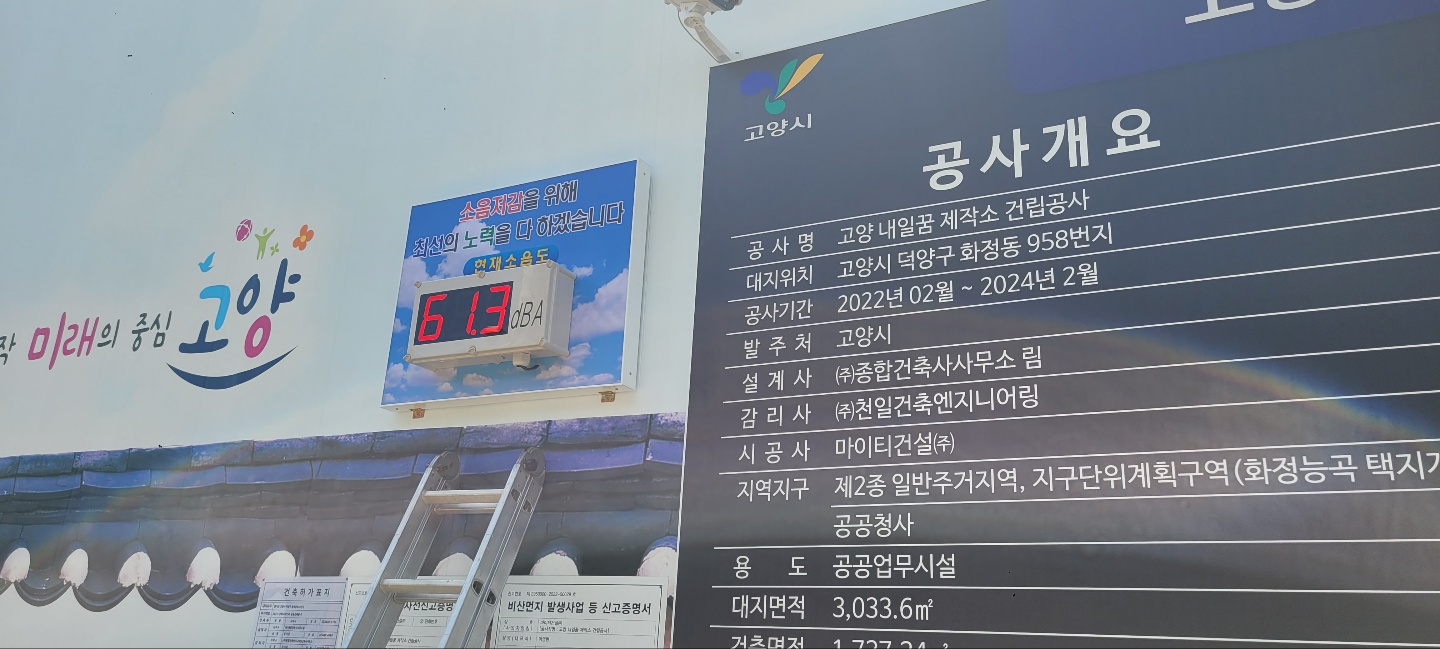 미래의 중심
고양
소음저감을 위해
최선의 노력을 다 하겠습니다
현재소음도
61.3 dBA
고양시
공사개요
공 사 명 고양 내일꿈 제작소 건립공사
대지위치 고양시 덕양구 화정동 958번지
공사기간 2022년 02월 ~ 2024년 2월
발 주 처 고양시
설 계 사 ㈜종합건축사사무소 림
감 리 사 ㈜천일건축엔지니어링
시 공 사 마이티건설㈜
지역지구 제2종 일반주거지역, 지구단위계획구역(화정능곡 택지
공공청사
용 도 공공업무시설
대지면적 3,033.6㎡
건축면적
건축허가표지
비산먼지 발생사업 등 신고증명서